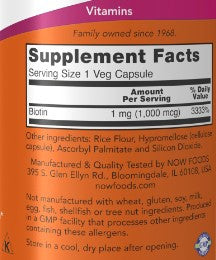 Vitamins
Family owned since 1968.
Supplement Facts
Serving Size 1 Veg Capsule
Amount Per Serving % Daily Value
Biotin 1 mg (1,000 mcg) 3333%
Other ingredients: Rice Flour, Hypromellose (cellulose
capsule), Ascorbyl Palmitate and Silicon Dioxide.
Manufactured & Quality Tested by NOW FOODS
395 S. Glen Ellyn Rd., Bloomingdale, IL 60108, USA
nowfoods.com
Not manufactured with wheat, gluten, soy, milk,
egg, fish, shellfish or tree nut ingredients. Produced
in a GMP facility that processes other ingredients
containing these allergens.
Store in a cool, dry place after opening.
K